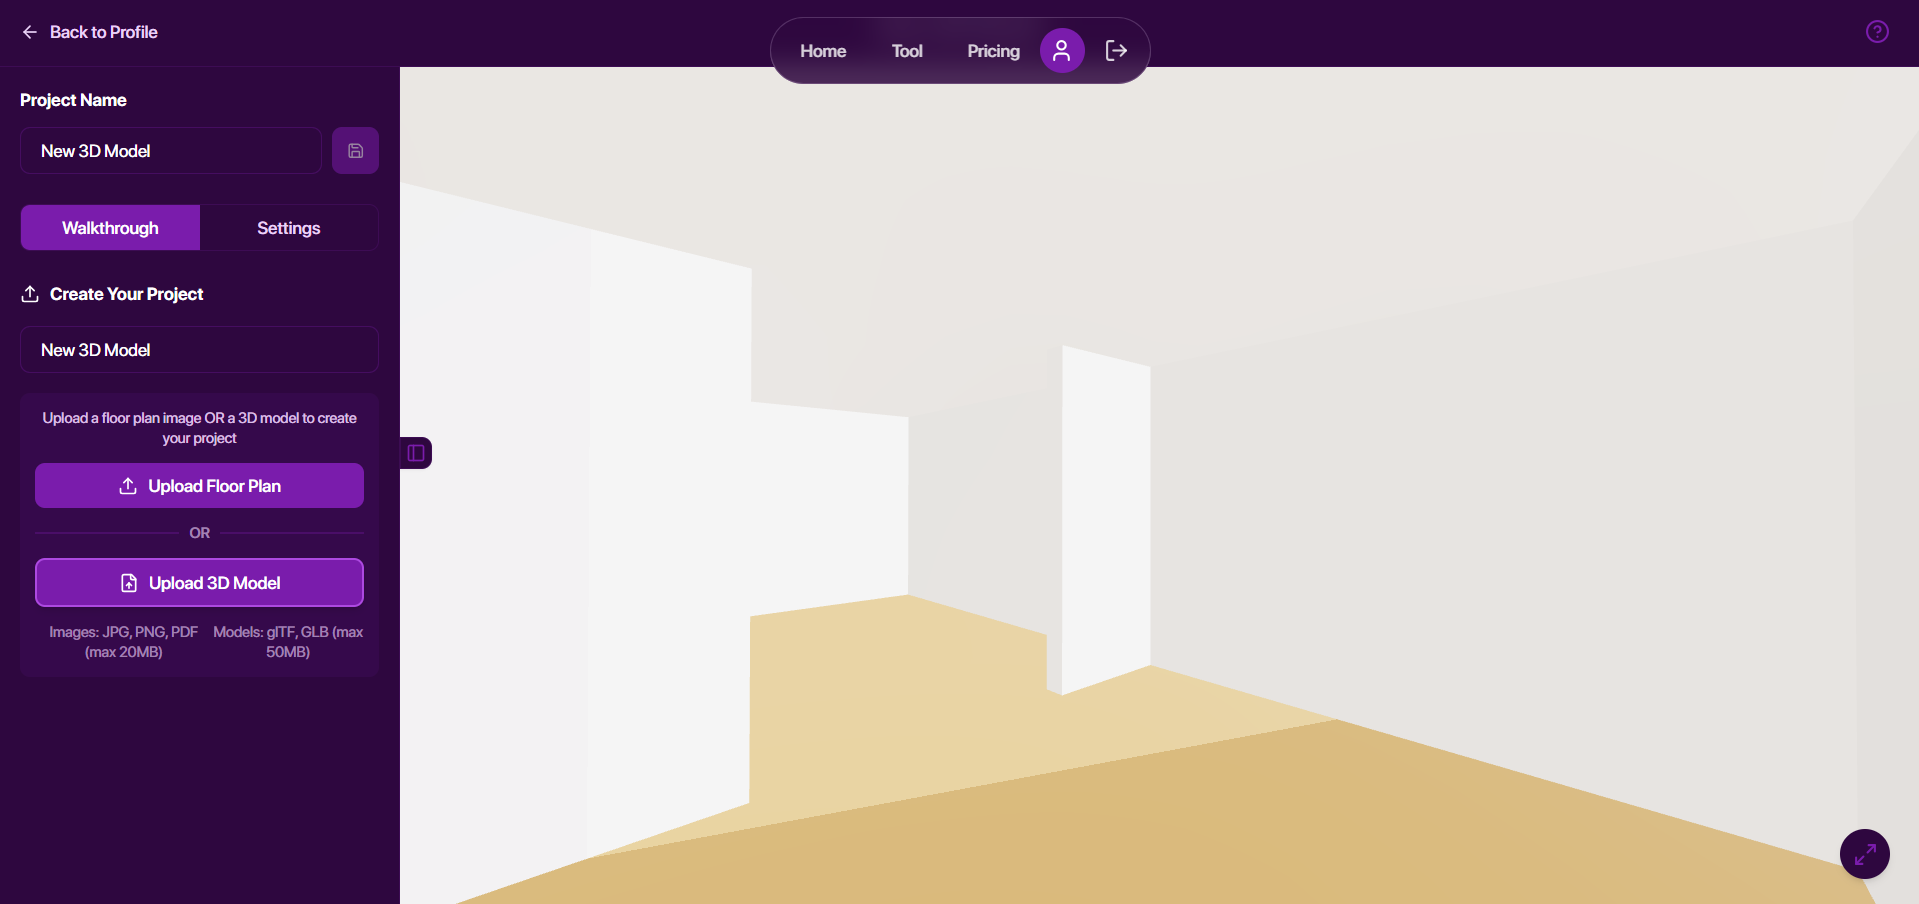 Back to Profile
Home
Tool
Pricing
Project Name
New 3D Model
Walkthrough
Settings
Create Your Project
New 3D Model
Upload a floor plan image OR a 3D model to create
your project
Upload Floor Plan
OR
Upload 3D Model
Images: JPG, PNG, PDF
(max 20MB)
Models: glTF, GLB (max
50MB)